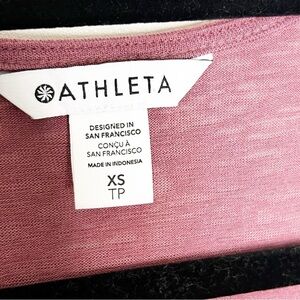 ATHLETA
DESIGNED IN
SAN FRANCISCO
CONÇU À
SAN FRANCISCO
MADE IN INDONESIA
XS
TP